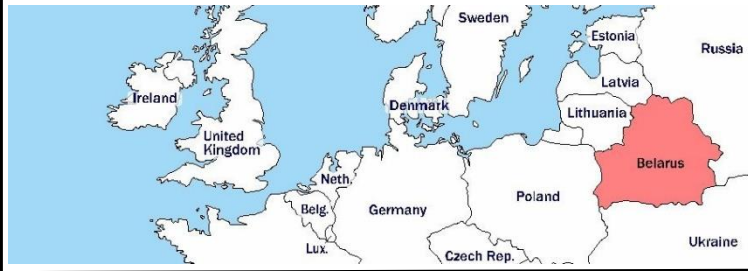 Sweden
Estonia
Russia
Latvia
Ireland
Denmark
Lithuania
United
Kingdom
Belarus
Neth.
Poland
Belg.
Germany
Lux.
Czech Rep.
Ukraine